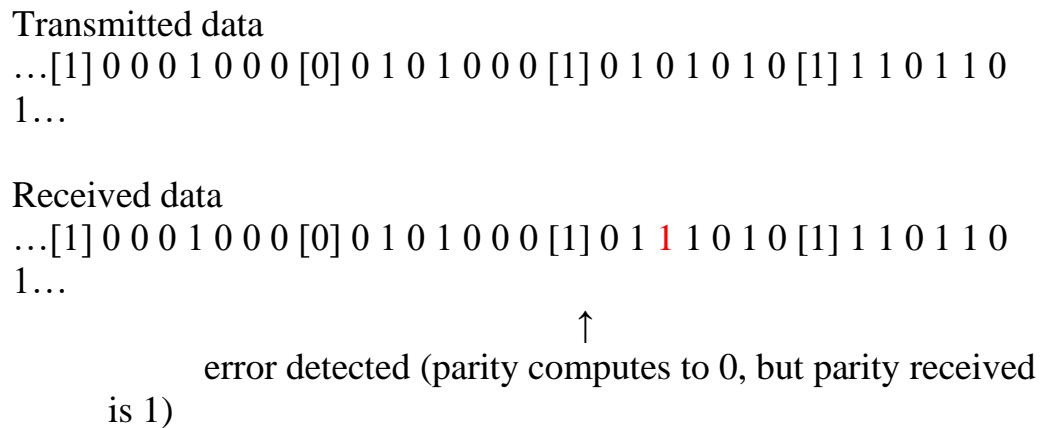 Transmitted data
…[1] 0 0 0 1 0 0 0 [0] 0 1 0 1 0 0 0 [1] 0 1 0 1 0 1 0 [1] 1 1 0 1 1 0
1…
Received data
…[1] 0 0 0 1 0 0 0 [0] 0 1 0 1 0 0 0 [1] 0 1 1 1 0 1 0 [1] 1 1 0 1 1 0
1…
↑
error detected (parity computes to 0, but parity received
is 1)